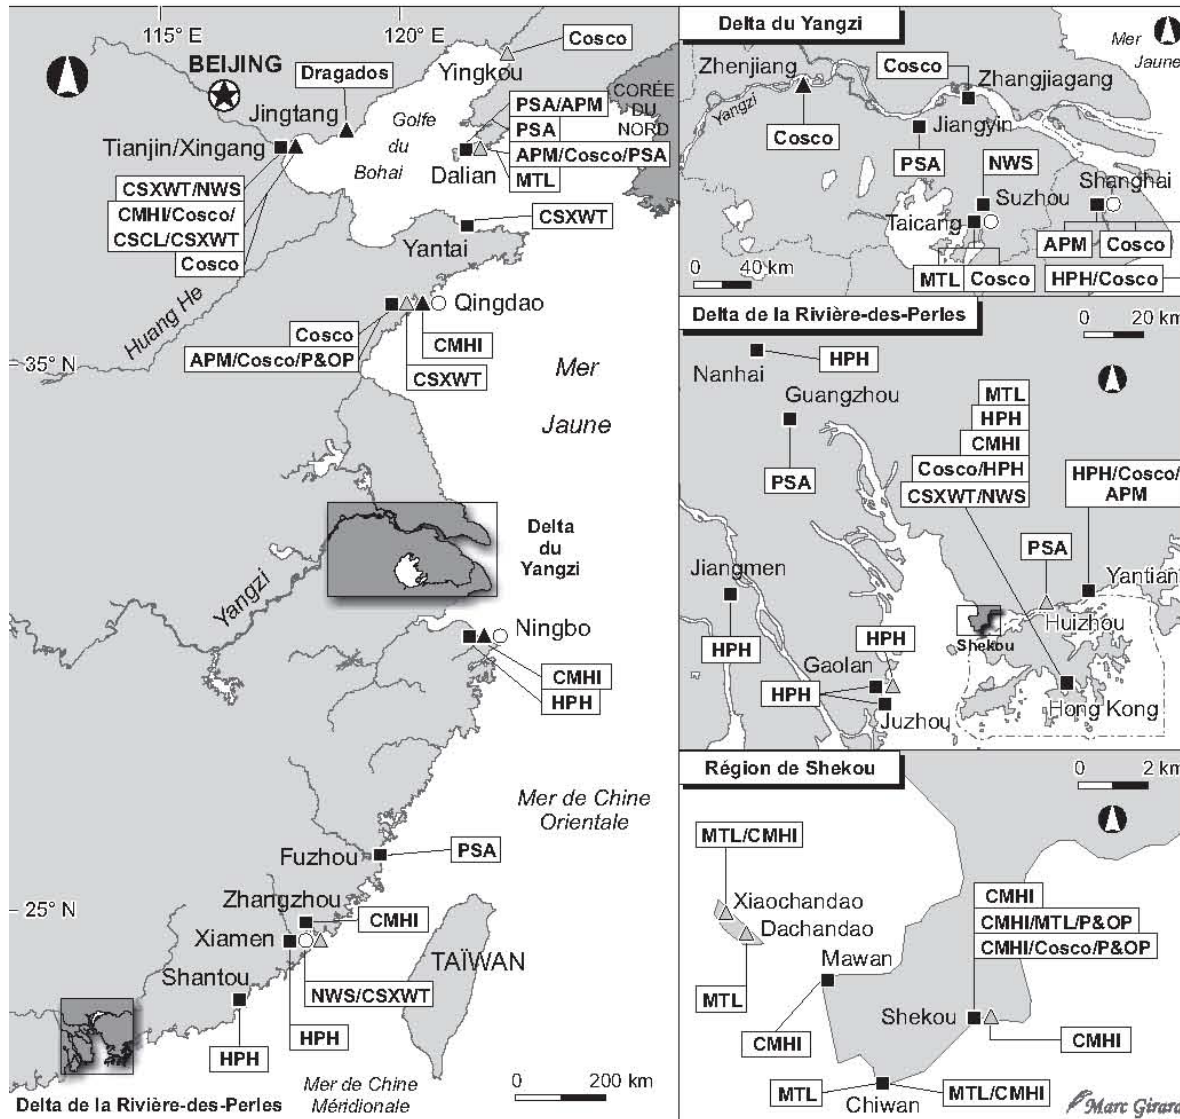 115° E
120° E
Cosco
Yingkou
BEIJING
Dragados
Jingtang
CORÉE
DU
NORD
Golfe
du
Bohai
PSA/APM
PSA
APM/Cosco/PSA
MTL
Tianjin/Xingang
Dalian
CSXWT/NWS
CMHI/Cosco/
CSCL/CSXWT
Cosco
CSXWT
Yantai
Huang He
Qingdao
Cosco
APM/Cosco/P&OP
CMHI
CSXWT
35° N
Mer
Jaune
Delta
du
Yangzi
Yangzi
Ningbo
CMHI
HPH
Mer de Chine
Orientale
Fuzhou
PSA
Zhangzhou
25° N
CMHI
Xiamen
TAÏWAN
Shantou
NWS/CSXWT
HPH
HPH
Mer de Chine
Méridionale
0 200 km
Delta de la Rivière-des-Perles
Delta du Yangzi
Mer
Jaune
Zhenjiang
Cosco
Zhangjiagang
Yangzi
Cosco
Jiangyin
PSA
NWS
Suzhou
Shanghai
Taicang
APM
Cosco
MTL
Cosco
HPH/Cosco
0 40 km
Delta de la Rivière-des-Perles
0 20 km
HPH
Nanhai
Guangzhou
MTL
HPH
CMHI
Cosco/HPH
CSXWT/NWS
PSA
HPH/Cosco/
APM
PSA
Jiangmen
Yantian
Huizhou
Shekou
HPH
HPH
Gaolan
HPH
Juzhou
Hong Kong
Région de Shekou
0 2 km
MTL/CMHI
Xiaochandao
Dachandao
CMHI
CMHI/MTL/P&OP
CMHI/Cosco/P&OP
Mawan
MTL
CMHI
Shekou
CMHI
MTL
Chiwan
MTL/CMHI
Marc Girard